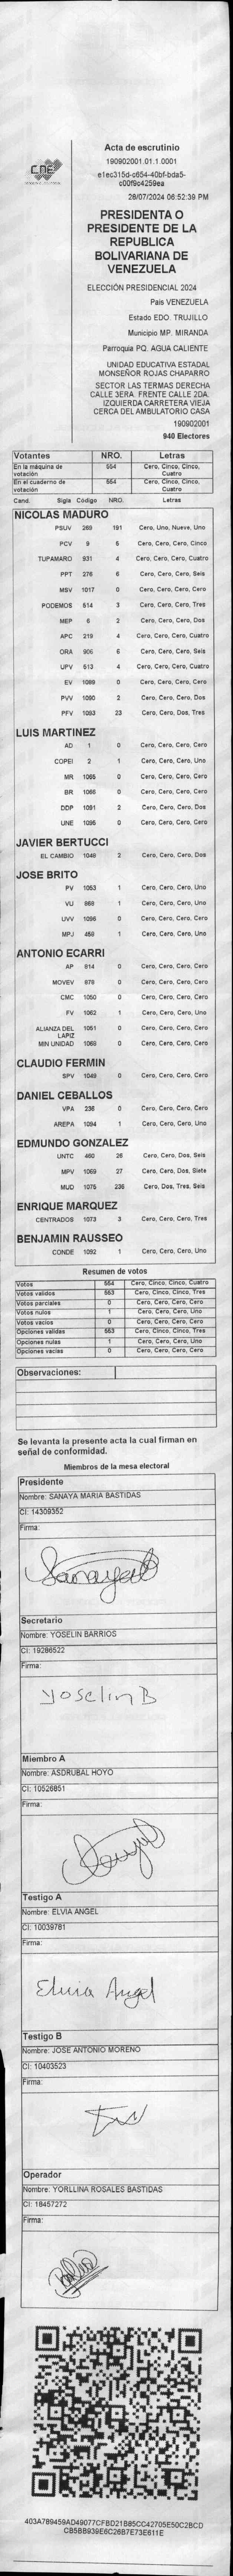 CNE
Acta de escrutinio
190902001.01.1.0001
e1ec315d-c654-40bf-bda5-
c00f9c4259ea
28/07/2024 06:52:39 PM
PRESIDENTA O
PRESIDENTE DE LA
REPUBLICA
BOLIVARIANA DE
VENEZUELA
ELECCIÓN PRESIDENCIAL 2024
Pais VENEZUELA
Estado EDO. TRUJILLO
Municipio MP. MIRANDA
Parroquia PQ. AGUA CALIENTE
UNIDAD EDUCATIVA ESTADAL
MONSEÑOR ROJAS CHAPARRO
SECTOR LAS TERMAS DERECHA
CALLE 3ERA. FRENTE CALLE 2DA.
IZQUIERDA CARRETERA VIEJA
CERCA DEL AMBULATORIO CASA
190902001
940 Electores
Votantes NRO. Letras
En la máquina de votación 554 Cero, Cinco, Cinco, Cuatro
En el cuaderno de votación 554 Cero, Cinco, Cinco, Cuatro
Cand. Sigla Código NRO. Letras
NICOLAS MADURO
PSUV 269 191 Cero, Uno, Nueve, Uno
PCV 9 5 Cero, Cero, Cero, Cinco
TUPAMARO 931 4 Cero, Cero, Cero, Cuatro
PPT 276 6 Cero, Cero, Cero, Seis
MSV 1017 0 Cero, Cero, Cero, Cero
PODEMOS 514 3 Cero, Cero, Cero, Tres
MEP 6 2 Cero, Cero, Cero, Dos
APC 219 4 Cero, Cero, Cero, Cuatro
ORA 906 6 Cero, Cero, Cero, Seis
UPV 513 4 Cero, Cero, Cero, Cuatro
EV 1089 0 Cero, Cero, Cero, Cero
PVV 1090 2 Cero, Cero, Cero, Dos
PFV 1093 23 Cero, Cero, Dos, Tres
LUIS MARTINEZ
AD 1 0 Cero, Cero, Cero, Cero
COPEI 2 1 Cero, Cero, Cero, Uno
MR 1065 0 Cero, Cero, Cero, Cero
BR 1066 0 Cero, Cero, Cero, Cero
DDP 1091 2 Cero, Cero, Cero, Dos
UNE 1095 0 Cero, Cero, Cero, Cero
JAVIER BERTUCCI
EL CAMBIO 1048 2 Cero, Cero, Cero, Dos
JOSE BRITO
PV 1053 1 Cero, Cero, Cero, Uno
VU 868 1 Cero, Cero, Cero, Uno
UVV 1096 0 Cero, Cero, Cero, Cero
MPJ 459 1 Cero, Cero, Cero, Uno
ANTONIO ECARRI
AP 814 0 Cero, Cero, Cero, Cero
MOVEV 878 0 Cero, Cero, Cero, Cero
CMC 1050 0 Cero, Cero, Cero, Cero
FV 1062 1 Cero, Cero, Cero, Uno
ALIANZA DEL LAPIZ 1051 0 Cero, Cero, Cero, Cero
MIN UNIDAD 1069 0 Cero, Cero, Cero, Cero
CLAUDIO FERMIN
SPV 1049 0 Cero, Cero, Cero, Cero
DANIEL CEBALLOS
VPA 236 0 Cero, Cero, Cero, Cero
AREPA 1094 1 Cero, Cero, Cero, Uno
EDMUNDO GONZALEZ
UNTC 460 26 Cero, Cero, Dos, Seis
MPV 1069 27 Cero, Cero, Dos, Siete
MUD 1075 236 Cero, Dos, Tres, Seis
ENRIQUE MARQUEZ
CENTRADOS 1073 3 Cero, Cero, Cero, Tres
BENJAMIN RAUSSEO
CONDE 1092 1 Cero, Cero, Cero, Uno
Resumen de votos
Votos 554 Cero, Cinco, Cinco, Cuatro
Votos validos 553 Cero, Cinco, Cinco, Tres
Votos parciales 0 Cero, Cero, Cero, Cero
Votos nulos 1 Cero, Cero, Cero, Uno
Votos vacios 0 Cero, Cero, Cero, Cero
Opciones validas 553 Cero, Cinco, Cinco, Tres
Opciones nulas 1 Cero, Cero, Cero, Uno
Opciones vacias 0 Cero, Cero, Cero, Cero
Observaciones:
Se levanta la presente acta la cual firman en
señal de conformidad.
Miembros de la mesa electoral
Presidente
Nombre: SANAYA MARIA BASTIDAS
CI: 14309352
Firma:
Secretario
Nombre: YOSELIN BARRIOS
CI: 19286522
Firma:
Yoselin B
Miembro A
Nombre: ASDRUBAL HOYO
CI: 10526851
Firma:
Testigo A
Nombre: ELVIA ANGEL
CI: 10039781
Firma:
Elvia Angel
Testigo B
Nombre: JOSE ANTONIO MORENO
CI: 10403523
Firma:
Operador
Nombre: YORLLINA ROSALES BASTIDAS
CI: 18457272
Firma:
403A789459AD49077CFBD21B85CC42705E50C2BCD
CB5BB939E6C26B7E73E611E